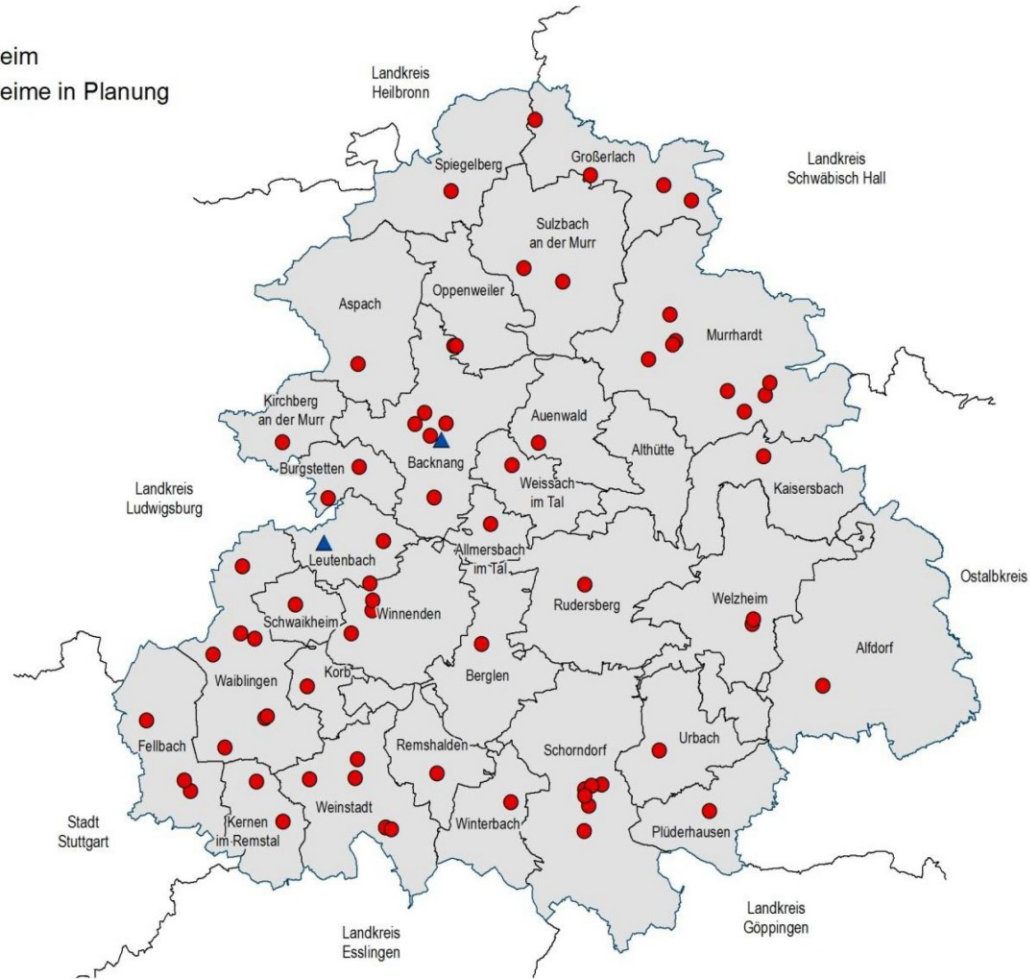 eim
eime in Planung
Landkreis
Heilbronn
Landkreis
Schwäbisch Hall
Spiegelberg
Großerlach
Sulzbach
an der Murr
Oppenweiler
Aspach
Murrhardt
Kirchberg
an der Murr
Auenwald
Althütte
Burgstetten
Backnang
Weissach
im Tal
Kaisersbach
Landkreis
Ludwigsburg
Leutenbach
Allmersbach
im Tal
Ostalbkreis
Schwaikheim
Winnenden
Rudersberg
Welzheim
Alfdorf
Waiblingen
Korb
Berglen
Fellbach
Remshalden
Schorndorf
Urbach
Weinstadt
Winterbach
Plüderhausen
Stadt
Stuttgart
Kernen
im Remstal
Landkreis
Esslingen
Landkreis
Göppingen